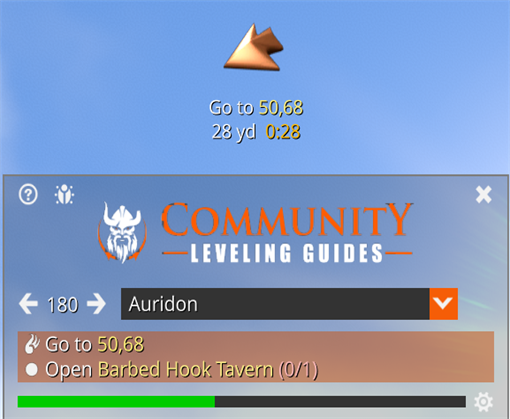 Go to 50,68
28 yd 0:28
COMMUNITY
LEVELING GUIDES
180
Auridon
Go to 50,68
Open Barbed Hook Tavern (0/1)